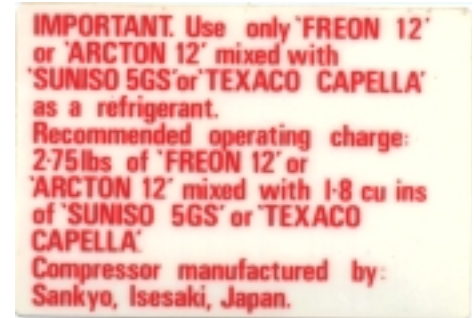 IMPORTANT. Use only 'FREON 12'
or 'ARCTON 12' mixed with
'SUNISO 5GS' or 'TEXACO CAPELLA'
as a refrigerant.
Recommended operating charge:
2·75lbs of 'FREON 12' or
'ARCTON 12' mixed with 1·8 cu ins
of 'SUNISO 5GS' or 'TEXACO
CAPELLA'.
Compressor manufactured by:
Sankyo, Isesaki, Japan.